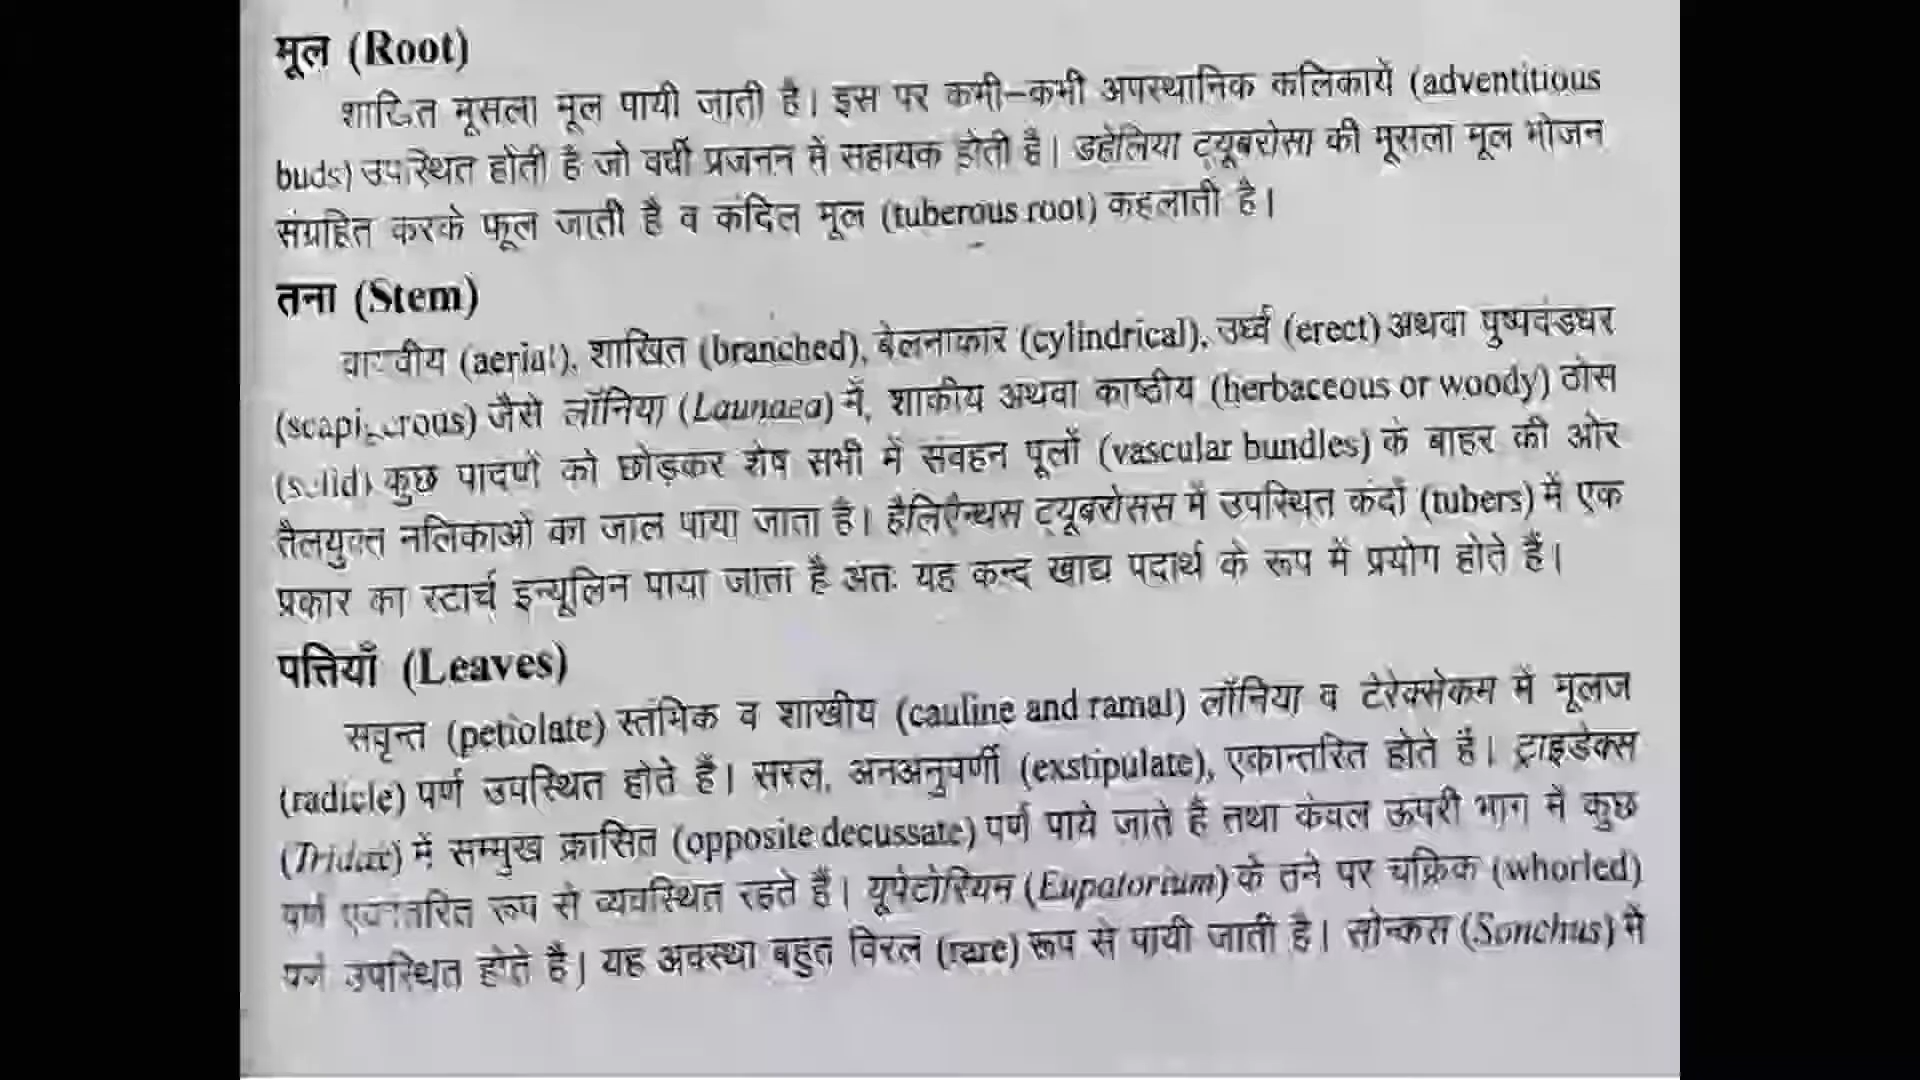 मूल (Root)
शाखित मूसला मूल पायी जाती है। इस पर कभी-कभी अपस्थानिक कलिकायें (adventitious
buds) उपस्थित होती है जो वर्धी प्रजनन में सहायक होती है। डहेलिया ट्यूबरोसा की मूसला मूल भोजन
संग्रहित करके फूल जाती है व कंदिल मूल (tuberous root) कहलाती है।
तना (Stem)
वायवीय (aerial), शाखित (branched), बेलनाकार (cylindrical), उर्ध्व (erect) अथवा पुष्पदंडधर
(scapigerous) जैसे लॉनिया (Launaea) में, शाकीय अथवा काष्ठीय (herbaceous or woody) ठोस
(solid) कुछ पादपों को छोड़कर शेष सभी में संवहन पूलों (vascular bundles) के बाहर की ओर
तैलयुक्त नलिकाओं का जाल पाया जाता है। हैलिऐन्थस ट्यूबरोसस में उपस्थित कंदों (tubers) में एक
प्रकार का स्टार्च इन्यूलिन पाया जाता है अतः यह कन्द खाद्य पदार्थ के रूप में प्रयोग होते हैं।
पत्तियाँ (Leaves)
सवृन्त (petiolate) स्तंभिक व शाखीय (cauline and ramal) लॉनिया व टेरेक्सेकम में मूलज
(radicle) पर्ण उपस्थित होते हैं। सरल, अनअनुपर्णी (exstipulate), एकान्तरित होते हैं। ट्राइडेक्स
(Tridax) में सम्मुख क्रासित (opposite decussate) पर्ण पाये जाते हैं तथा केवल ऊपरी भाग में कुछ
पर्ण एकान्तरित रूप से व्यवस्थित रहते हैं। यूपेटोरियन (Eupatorium) के तने पर चक्रिक (whorled)
पर्ण उपस्थित होते है। यह अवस्था बहुत विरल (rare) रूप से पायी जाती है। सोन्कस (Sonchus) में